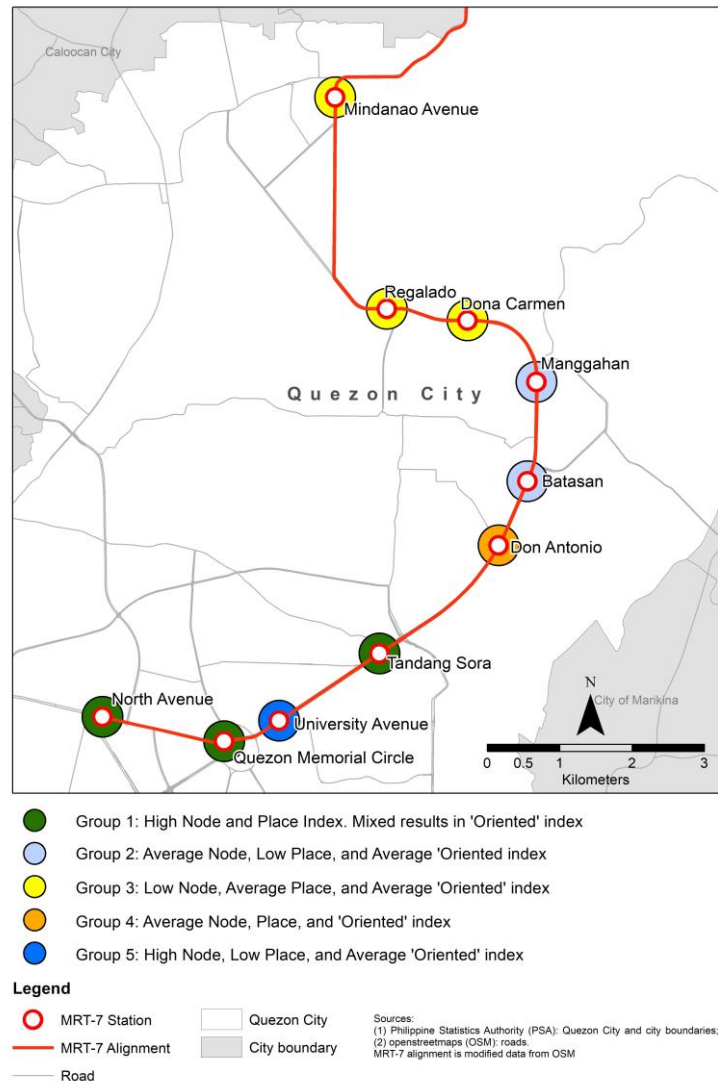 Caloocan City
Mindanao Avenue
Regalado
Dona Carmen
Manggahan
Quezon City
Batasan
Don Antonio
Tandang Sora
North Avenue
University Avenue
Quezon Memorial Circle
N
City of Marikina
0 0.5 1 2 3
Kilometers
Group 1: High Node and Place Index. Mixed results in 'Oriented' index
Group 2: Average Node, Low Place, and Average 'Oriented index
Group 3: Low Node, Average Place, and Average 'Oriented' index
Group 4: Average Node, Place, and 'Oriented' index
Group 5: High Node, Low Place, and Average 'Oriented' index
Legend
MRT-7 Station
MRT-7 Alignment
Road
Quezon City
City boundary
Sources:
(1) Philippine Statistics Authority (PSA): Quezon City and city boundaries;
(2) openstreetmaps (OSM): roads.
MRT-7 alignment is modified data from OSM